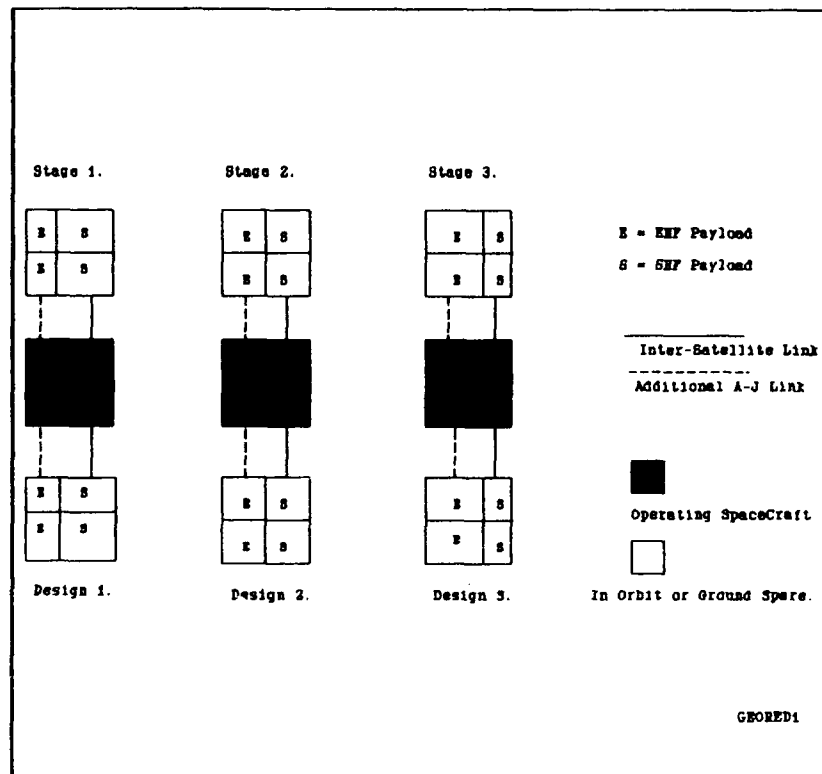 Stage 1. Stage 2. Stage 3.
E S E S E S
E S E S E S
E = EHF Payload
S = SHF Payload
Inter-Satellite Link
Additional A-J Link
E S E S E S
E S E S E S
Operating SpaceCraft
Design 1. Design 2. Design 3.
In Orbit or Ground Spare.
GEORED1